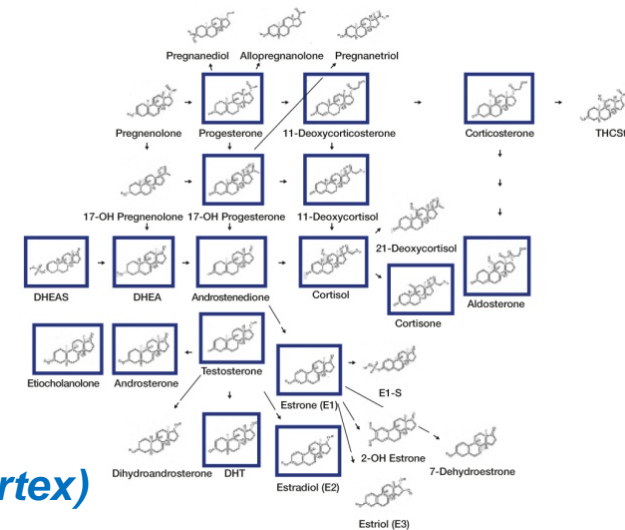 Pregnanediol Allopregnanolone Pregnanetriol
Pregnenolone Progesterone 11-Deoxycorticosterone Corticosterone THCSt
17-OH Pregnenolone 17-OH Progesterone 11-Deoxycortisol
21-Deoxycortisol
DHEAS DHEA Androstenedione Cortisol Aldosterone
Cortisone
Etiocholanolone Androsterone Testosterone
Estrone (E1) E1-S
2-OH Estrone 7-Dehydroestrone
Dihydroandrosterone DHT Estradiol (E2)
rtex)
Estriol (E3)